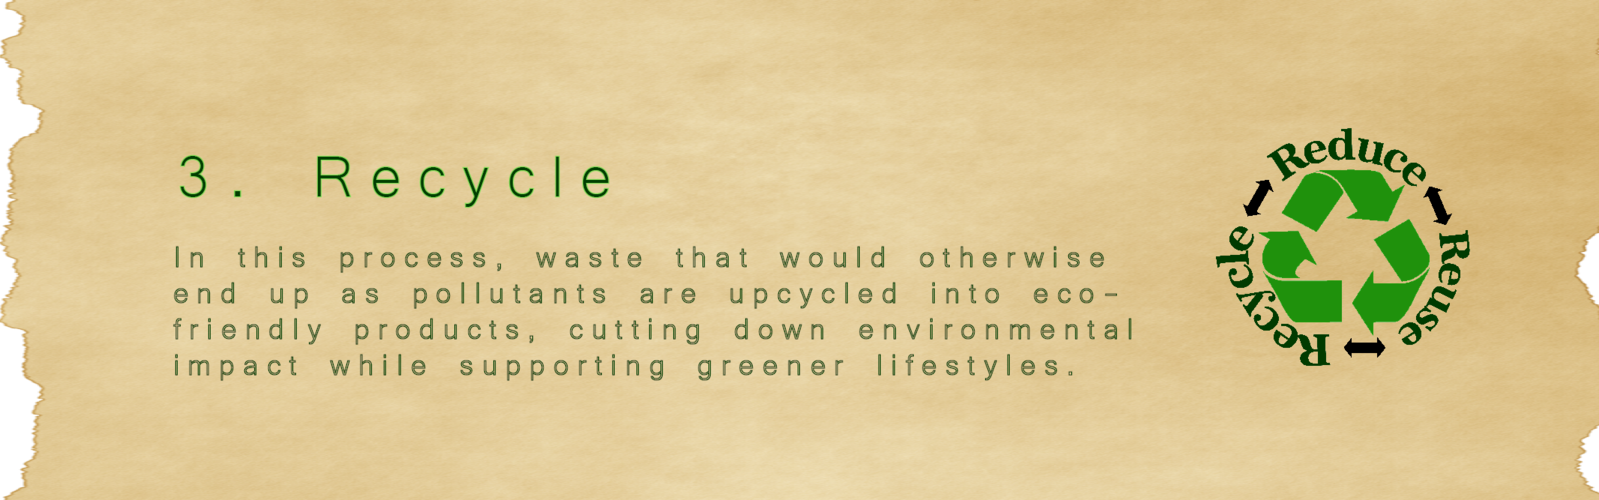 3. Recycle
In this process, waste that would otherwise
end up as pollutants are upcycled into eco-
friendly products, cutting down environmental
impact while supporting greener lifestyles.
Reduce
Reuse
Recycle